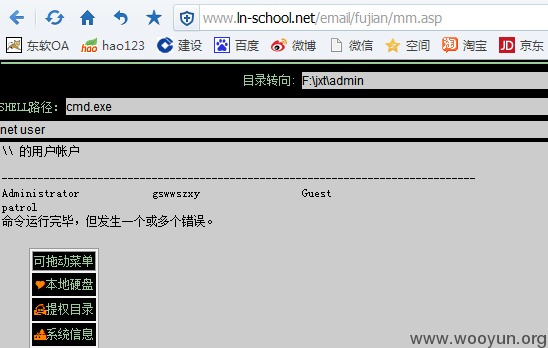 www.ln-school.net/email/fujian/mm.asp
东软OA hao hao123 建设 百度 微博 微信 空间 淘 淘宝 JD 京东
目录转向: F:\jxt\admin
SHELL路径: cmd.exe
net user
\\ 的用户帐户
-------------------------------------------------------------------------------
Administrator gswwszxy Guest
patrol
命令运行完毕，但发生一个或多个错误。
可拖动菜单
本地硬盘
提权目录
系统信息
www.wooyun.org